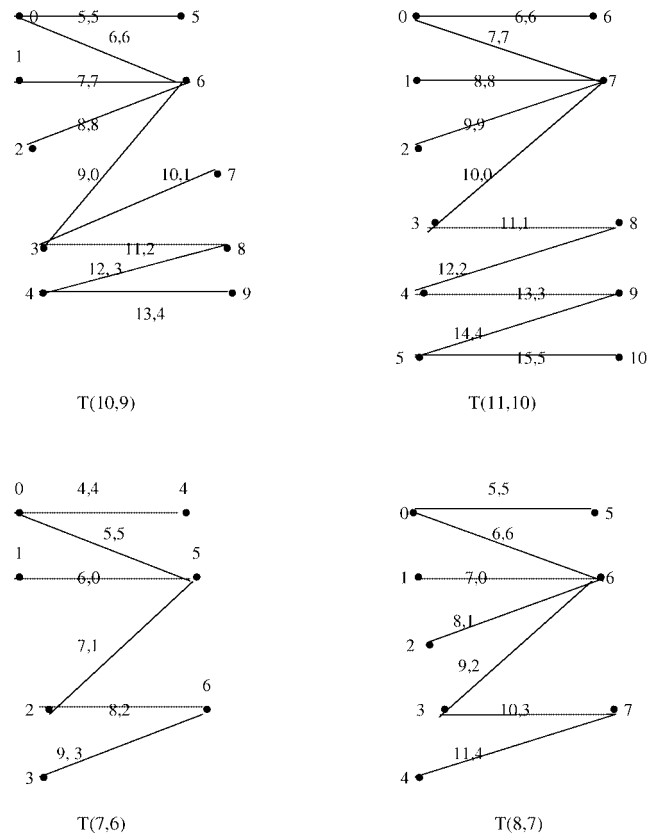 0 5,5 5
6,6
1
7,7 6
8,8
2
9,0 10,1 7
3 11,2 8
12, 3
4 9
13,4
T(10,9)
0 6,6 6
7,7
1 8,8 7
9,9
2
10,0
3 11,1 8
12,2
4 13,3 9
14,4
5 15,5 10
T(11,10)
0 4,4 4
5,5
1 5
6,0
7,1
6
2 8,2
9, 3
3
T(7,6)
5,5
0 5
6,6
1 7,0 6
8,1
2
9,2
3 10,3 7
11,4
4
T(8,7)